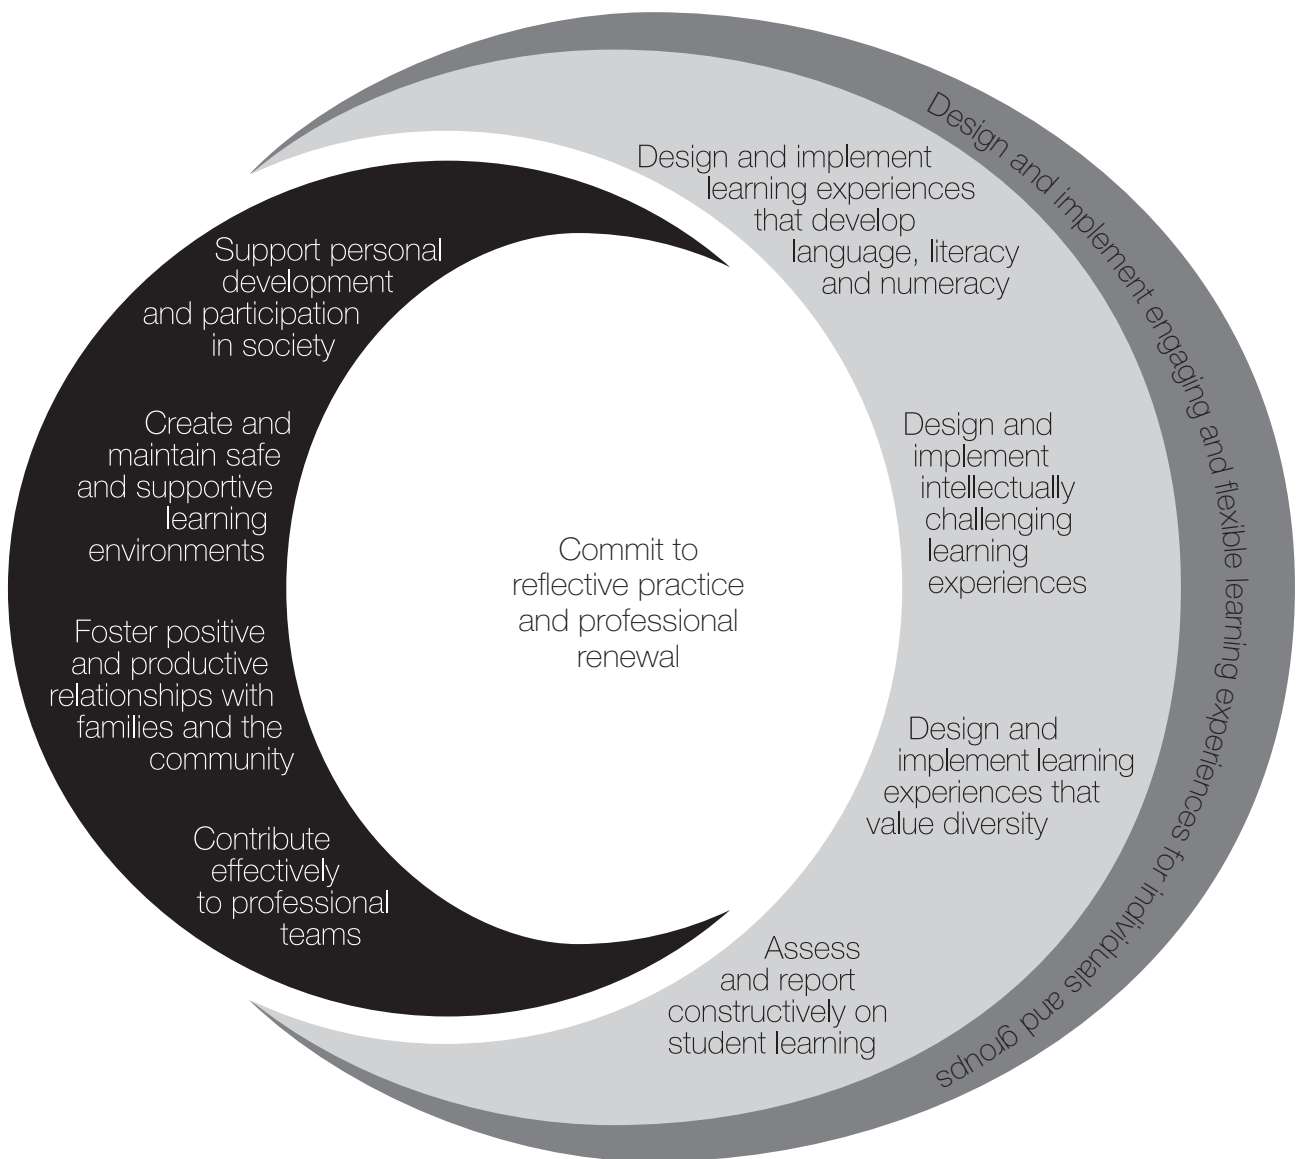 Support personal
development
and participation
in society
Create and
maintain safe
and supportive
learning
environments
Foster positive
and productive
relationships with
families and the
community
Contribute
effectively
to professional
teams
Commit to
reflective practice
and professional
renewal
Design and implement
learning experiences
that develop
language, literacy
and numeracy
Design and
implement
intellectually
challenging
learning
experiences
Design and
implement learning
experiences that
value diversity
Assess
and report
constructively on
student learning
Design and implement engaging and flexible learning experiences for individuals and groups